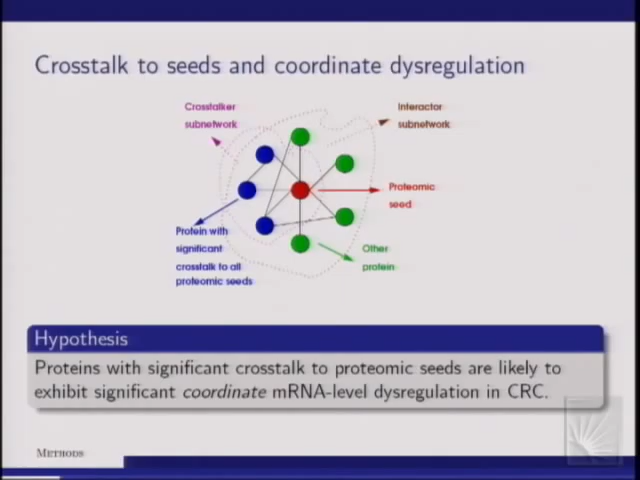 Crosstalk to seeds and coordinate dysregulation
Crosstalker
subnetwork
Interactor
subnetwork
Proteomic
seed
Protein with
significant
crosstalk to all
proteomic seeds
Other
protein
Hypothesis
Proteins with significant crosstalk to proteomic seeds are likely to
exhibit significant coordinate mRNA-level dysregulation in CRC.
Methods